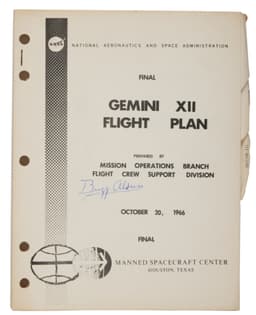 NASA
NATIONAL AERONAUTICS AND SPACE ADMINISTRATION
FINAL
GEMINI XII
FLIGHT PLAN
PREPARED BY
MISSION OPERATIONS BRANCH
FLIGHT CREW SUPPORT DIVISION
Buzz Aldrin
OCTOBER 20, 1966
FINAL
MANNED SPACECRAFT CENTER
HOUSTON, TEXAS